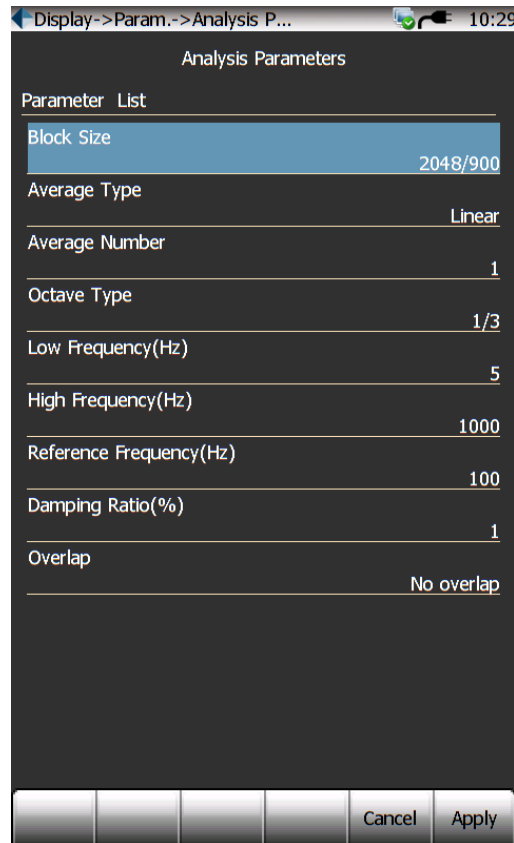 Display->Param.->Analysis P... 10:29
Analysis Parameters
Parameter List
Block Size
2048/900
Average Type
Linear
Average Number
1
Octave Type
1/3
Low Frequency(Hz)
5
High Frequency(Hz)
1000
Reference Frequency(Hz)
100
Damping Ratio(%)
1
Overlap
No overlap
Cancel Apply